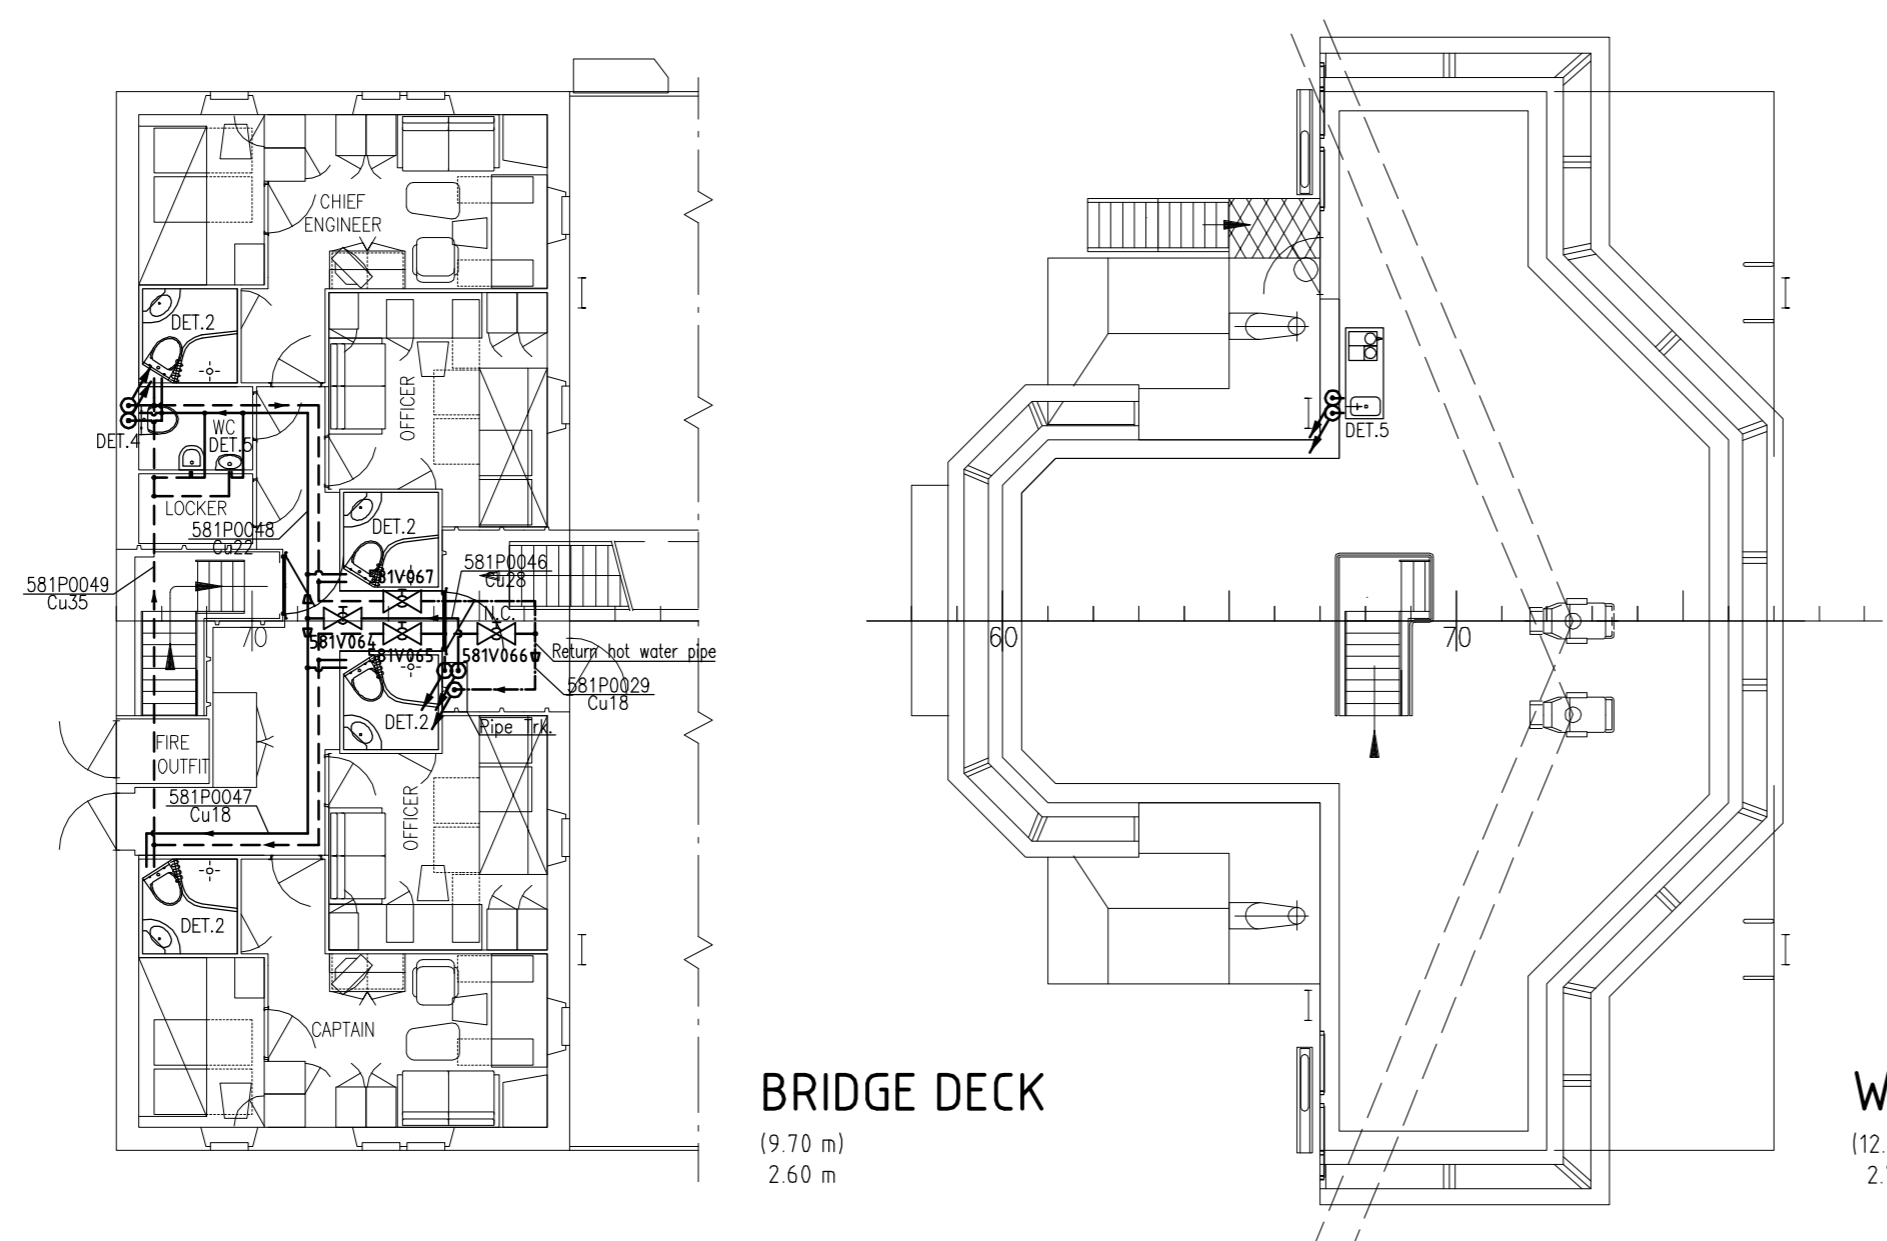 CHIEF
ENGINEER
DET.2
OFFICER
DET.4
WC
DET.5
LOCKER
581P0048
Cu22
DET.2
581V067
581P0046
Cu28
581P0049
Cu35
70
581V064
581V065
581V066
Return hot water pipe
581P0029
Cu18
DET.2
Pipe Trk.
FIRE
OUTFIT
581P0047
Cu18
OFFICER
DET.2
CAPTAIN
BRIDGE DECK
(9.70 m)
2.60 m
DET.5
60
70
W
(12.
2.